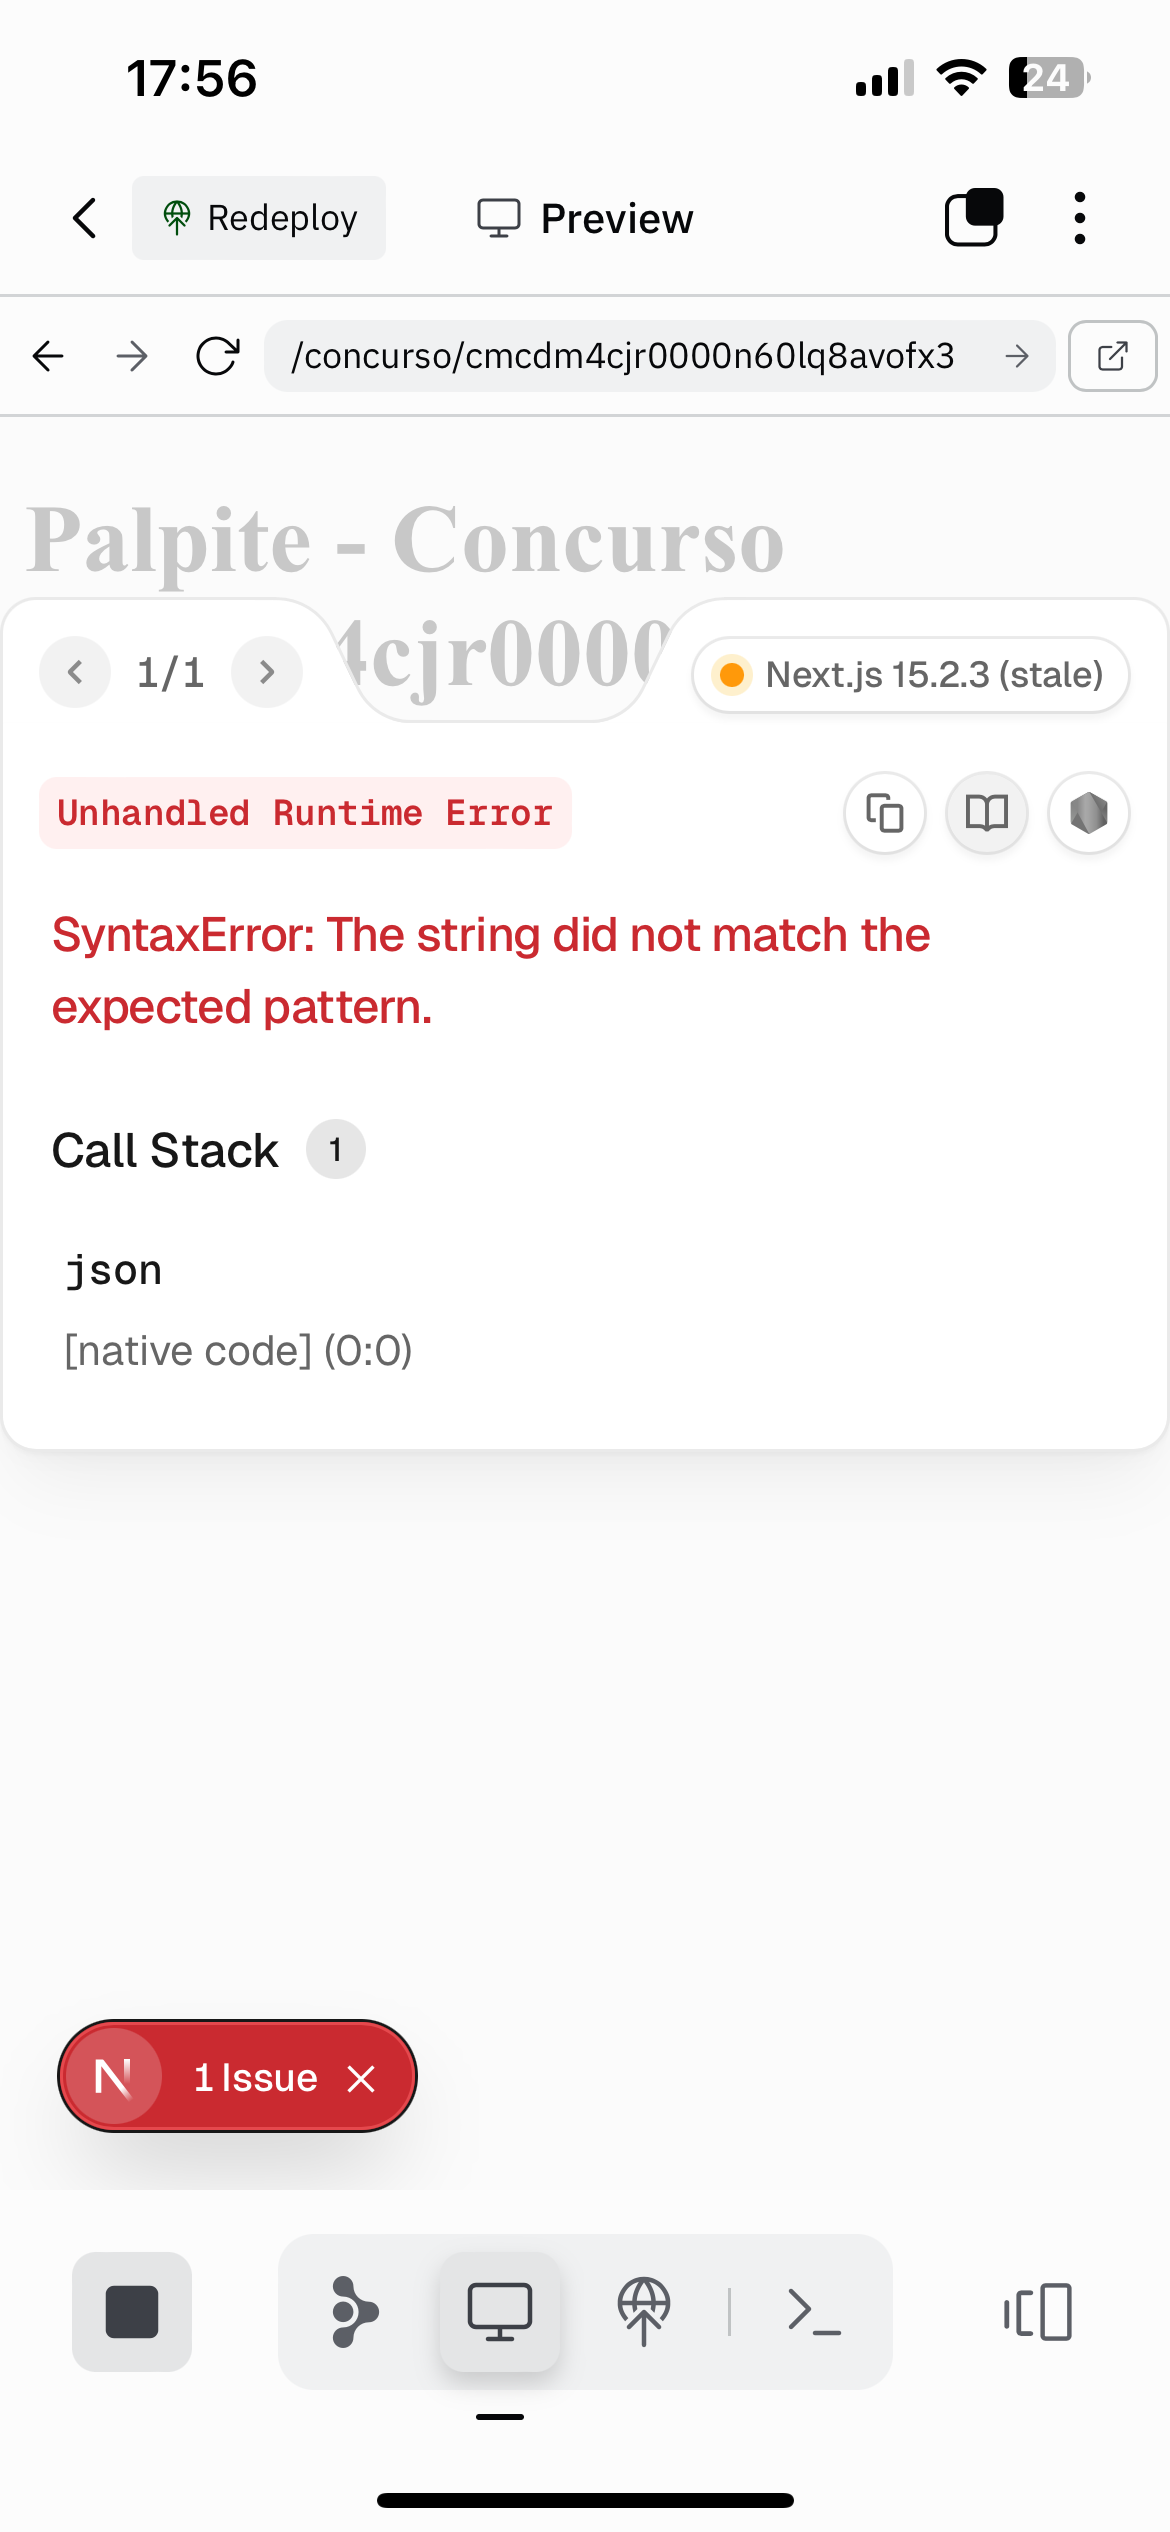 17:56
24
Redeploy
Preview
/concurso/cmcdm4cjr0000n60lq8avofx3
Palpite - Concurso
4cjr0000
1/1
Next.js 15.2.3 (stale)
Unhandled Runtime Error
SyntaxError: The string did not match the
expected pattern.
Call Stack 1
json
[native code] (0:0)
N 1 Issue